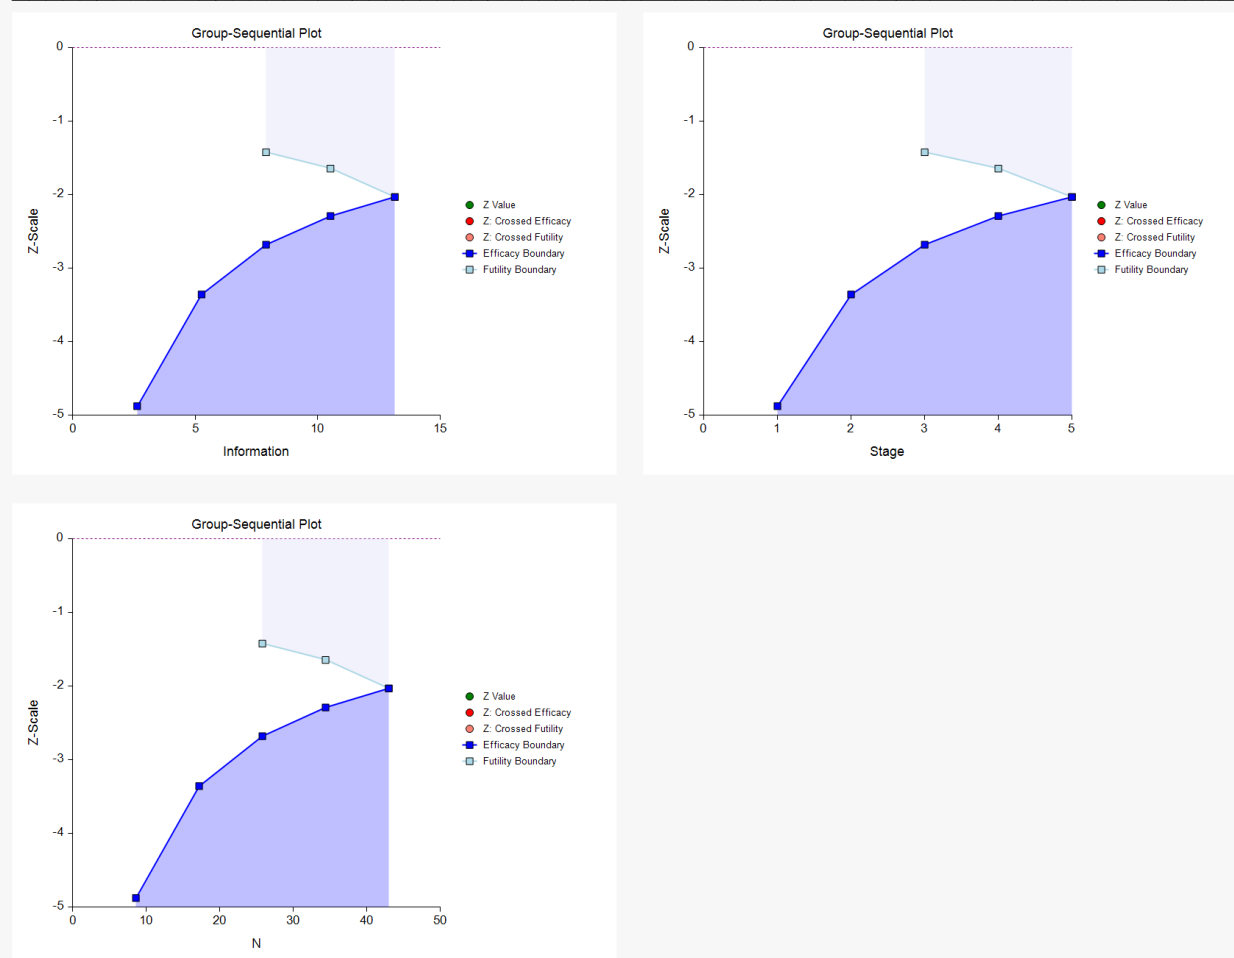 Group-Sequential Plot
0
-1
-2
-3
-4
-5
Z-Scale
0
5
10
15
Information
Z Value
Z: Crossed Efficacy
Z: Crossed Futility
Efficacy Boundary
Futility Boundary
Group-Sequential Plot
0
-1
-2
-3
-4
-5
Z-Scale
0
1
2
3
4
5
Stage
Z Value
Z: Crossed Efficacy
Z: Crossed Futility
Efficacy Boundary
Futility Boundary
Group-Sequential Plot
0
-1
-2
-3
-4
-5
Z-Scale
0
10
20
30
40
50
N
Z Value
Z: Crossed Efficacy
Z: Crossed Futility
Efficacy Boundary
Futility Boundary